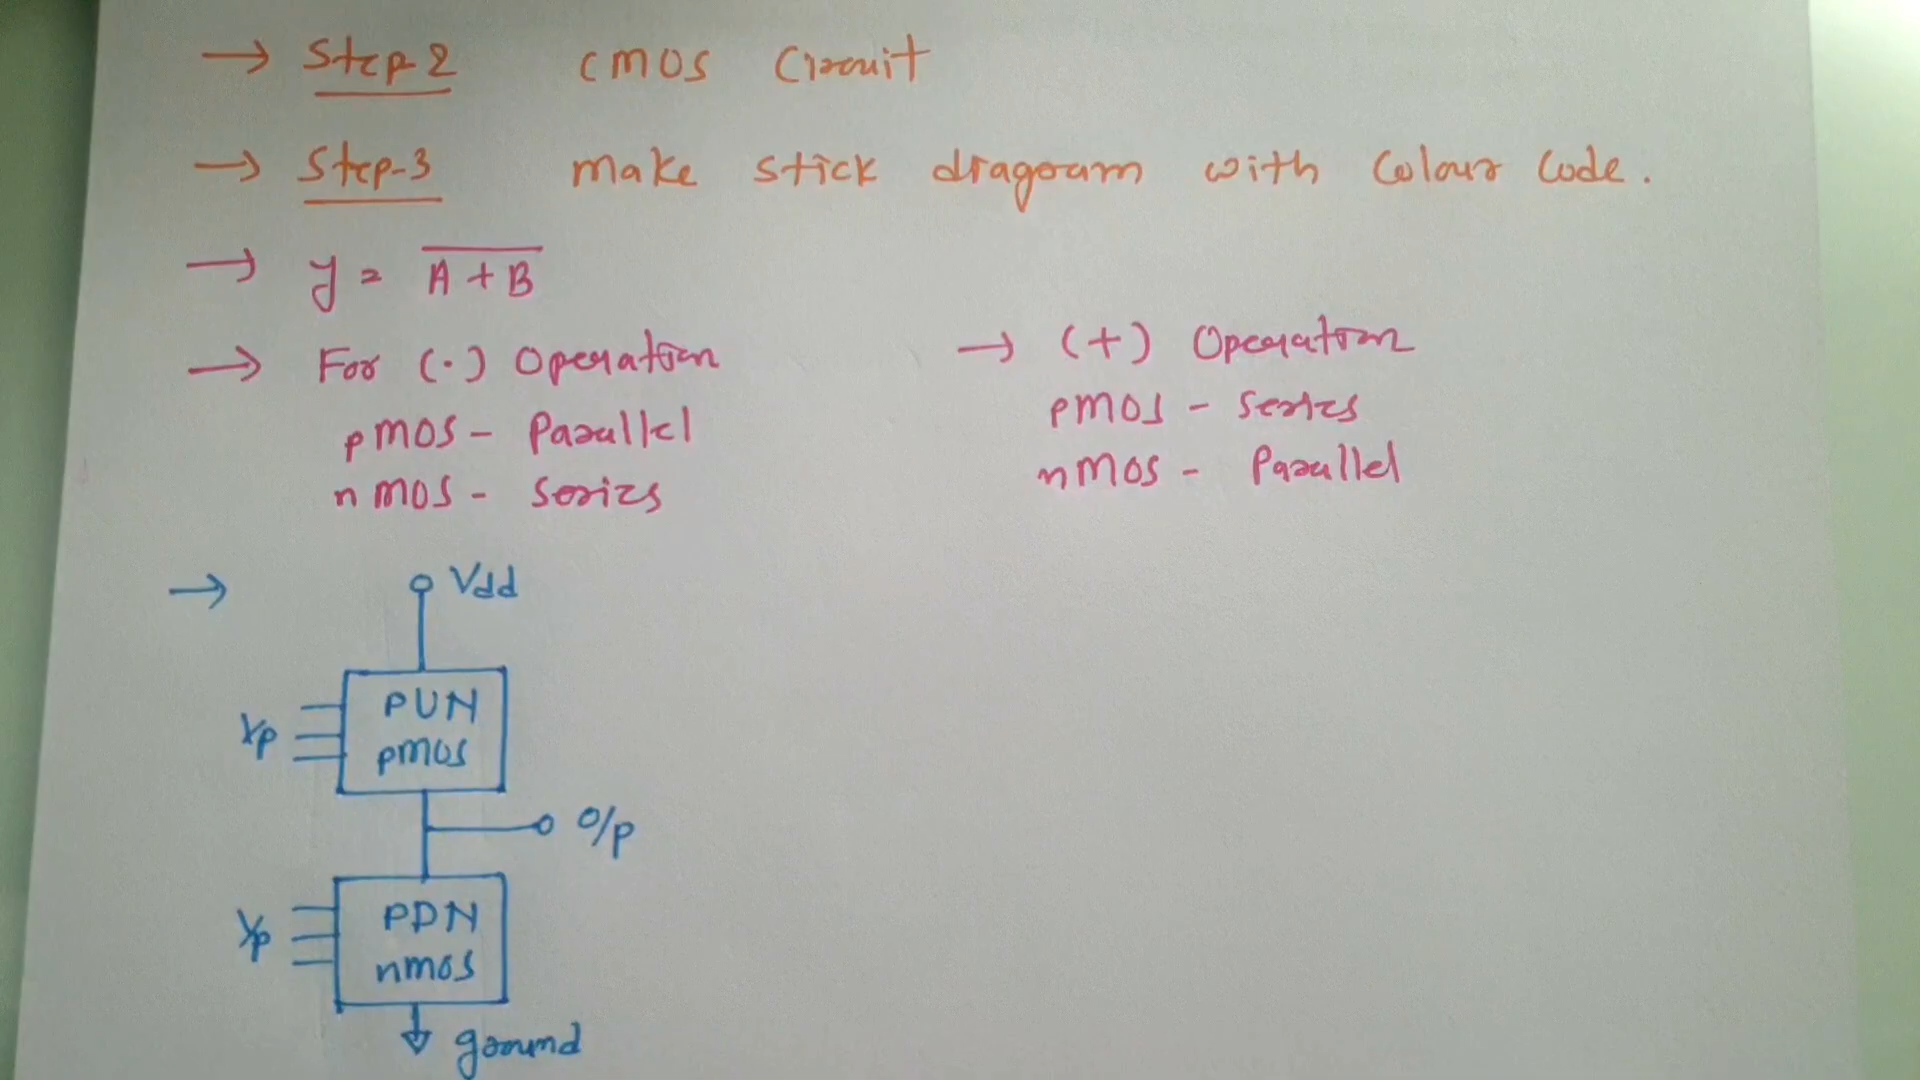 → Step-2 CMOS Circuit
→ Step-3 make stick diagram with Colour Code.
→ y = \overline{A + B}
→ For (.) Operation
pMOS - Parallel
nMOS - Series
→ (+) Operation
pMOS - Series
nMOS - Parallel
→ Vdd
PUN
pMOS
I/p
O/p
PDN
nMOS
I/p
ground